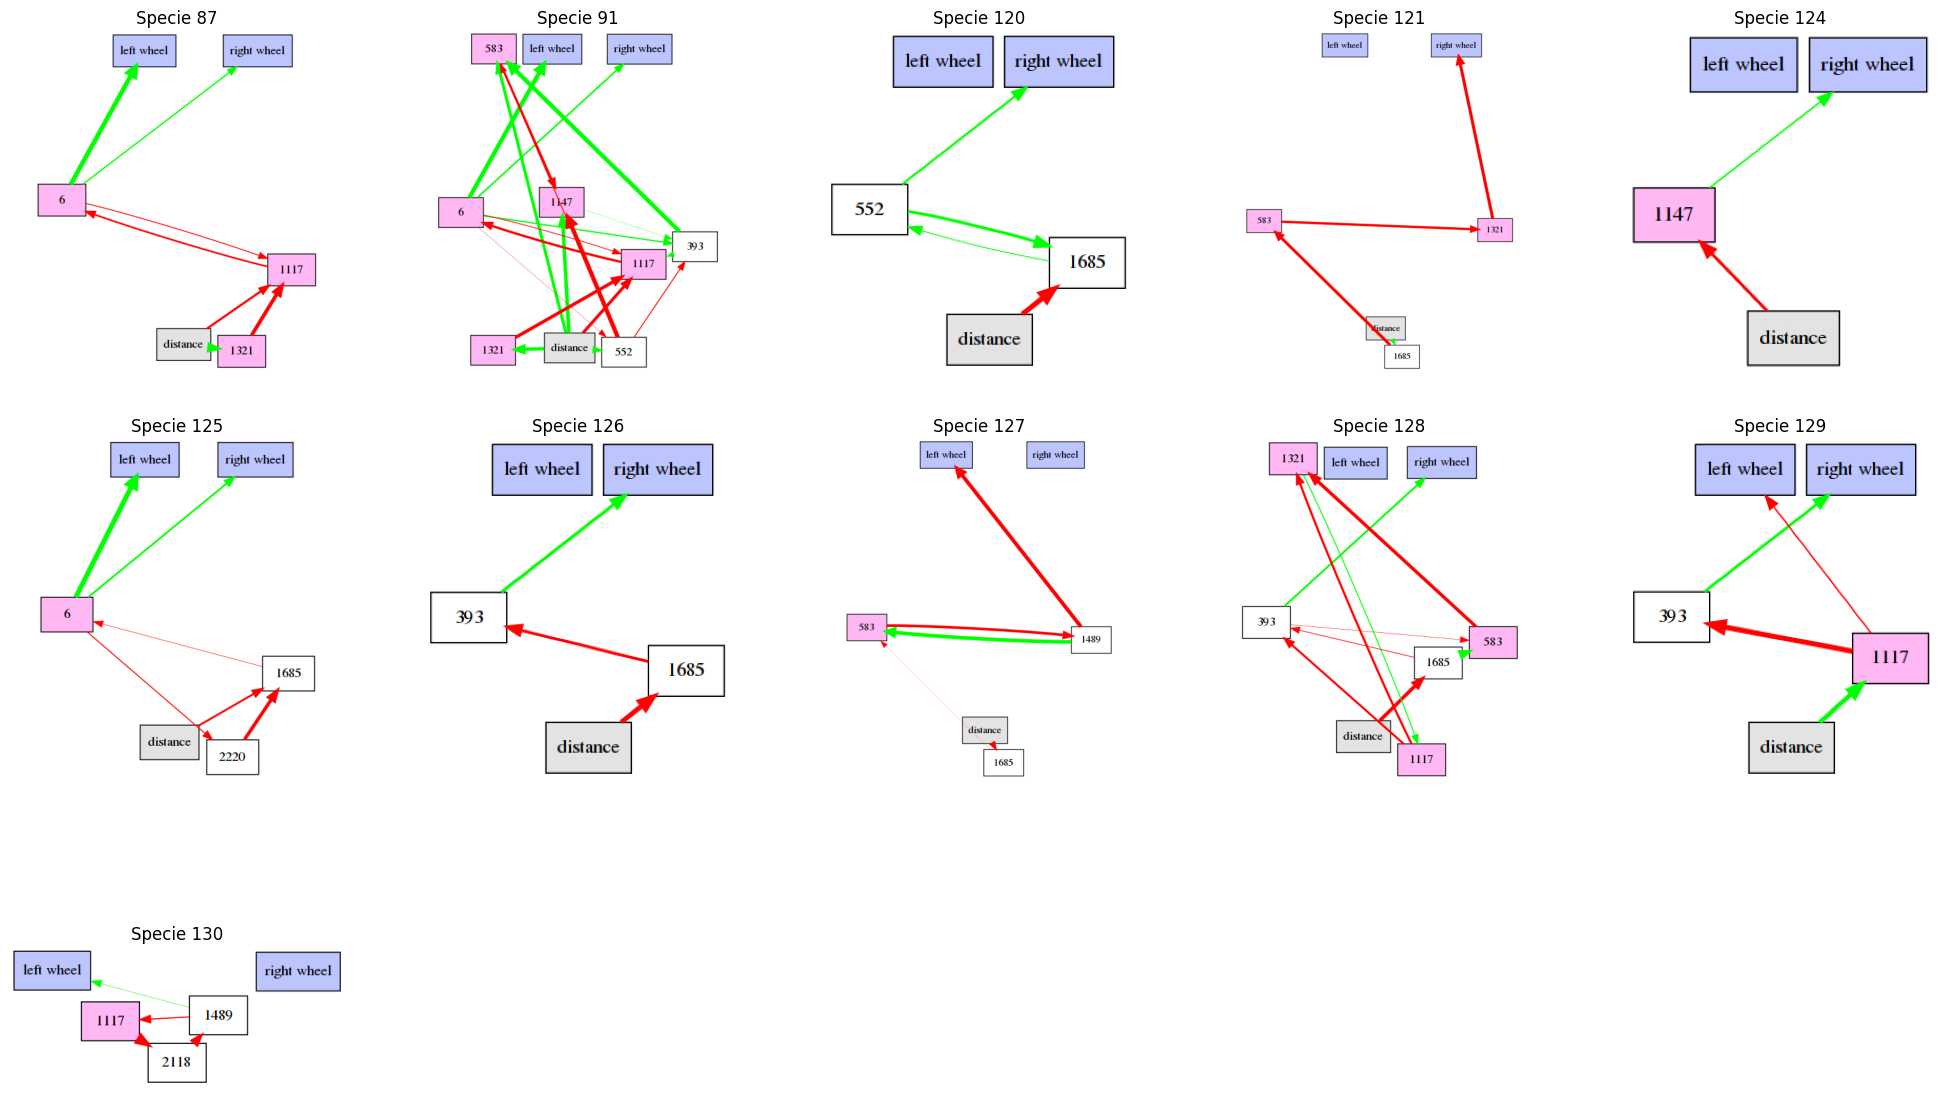 Specie 87
left wheel
right wheel
6
1117
distance
1321
Specie 91
583
left wheel
right wheel
6
1147
393
1117
1321
distance
552
Specie 120
left wheel
right wheel
552
1685
distance
Specie 121
left wheel
right wheel
583
1321
distance
1685
Specie 124
left wheel
right wheel
1147
distance
Specie 125
left wheel
right wheel
6
1685
distance
2220
Specie 126
left wheel
right wheel
393
1685
distance
Specie 127
left wheel
right wheel
583
1489
distance
1685
Specie 128
1321
left wheel
right wheel
393
583
1685
distance
1117
Specie 129
left wheel
right wheel
393
1117
distance
Specie 130
left wheel
right wheel
1117
1489
2118